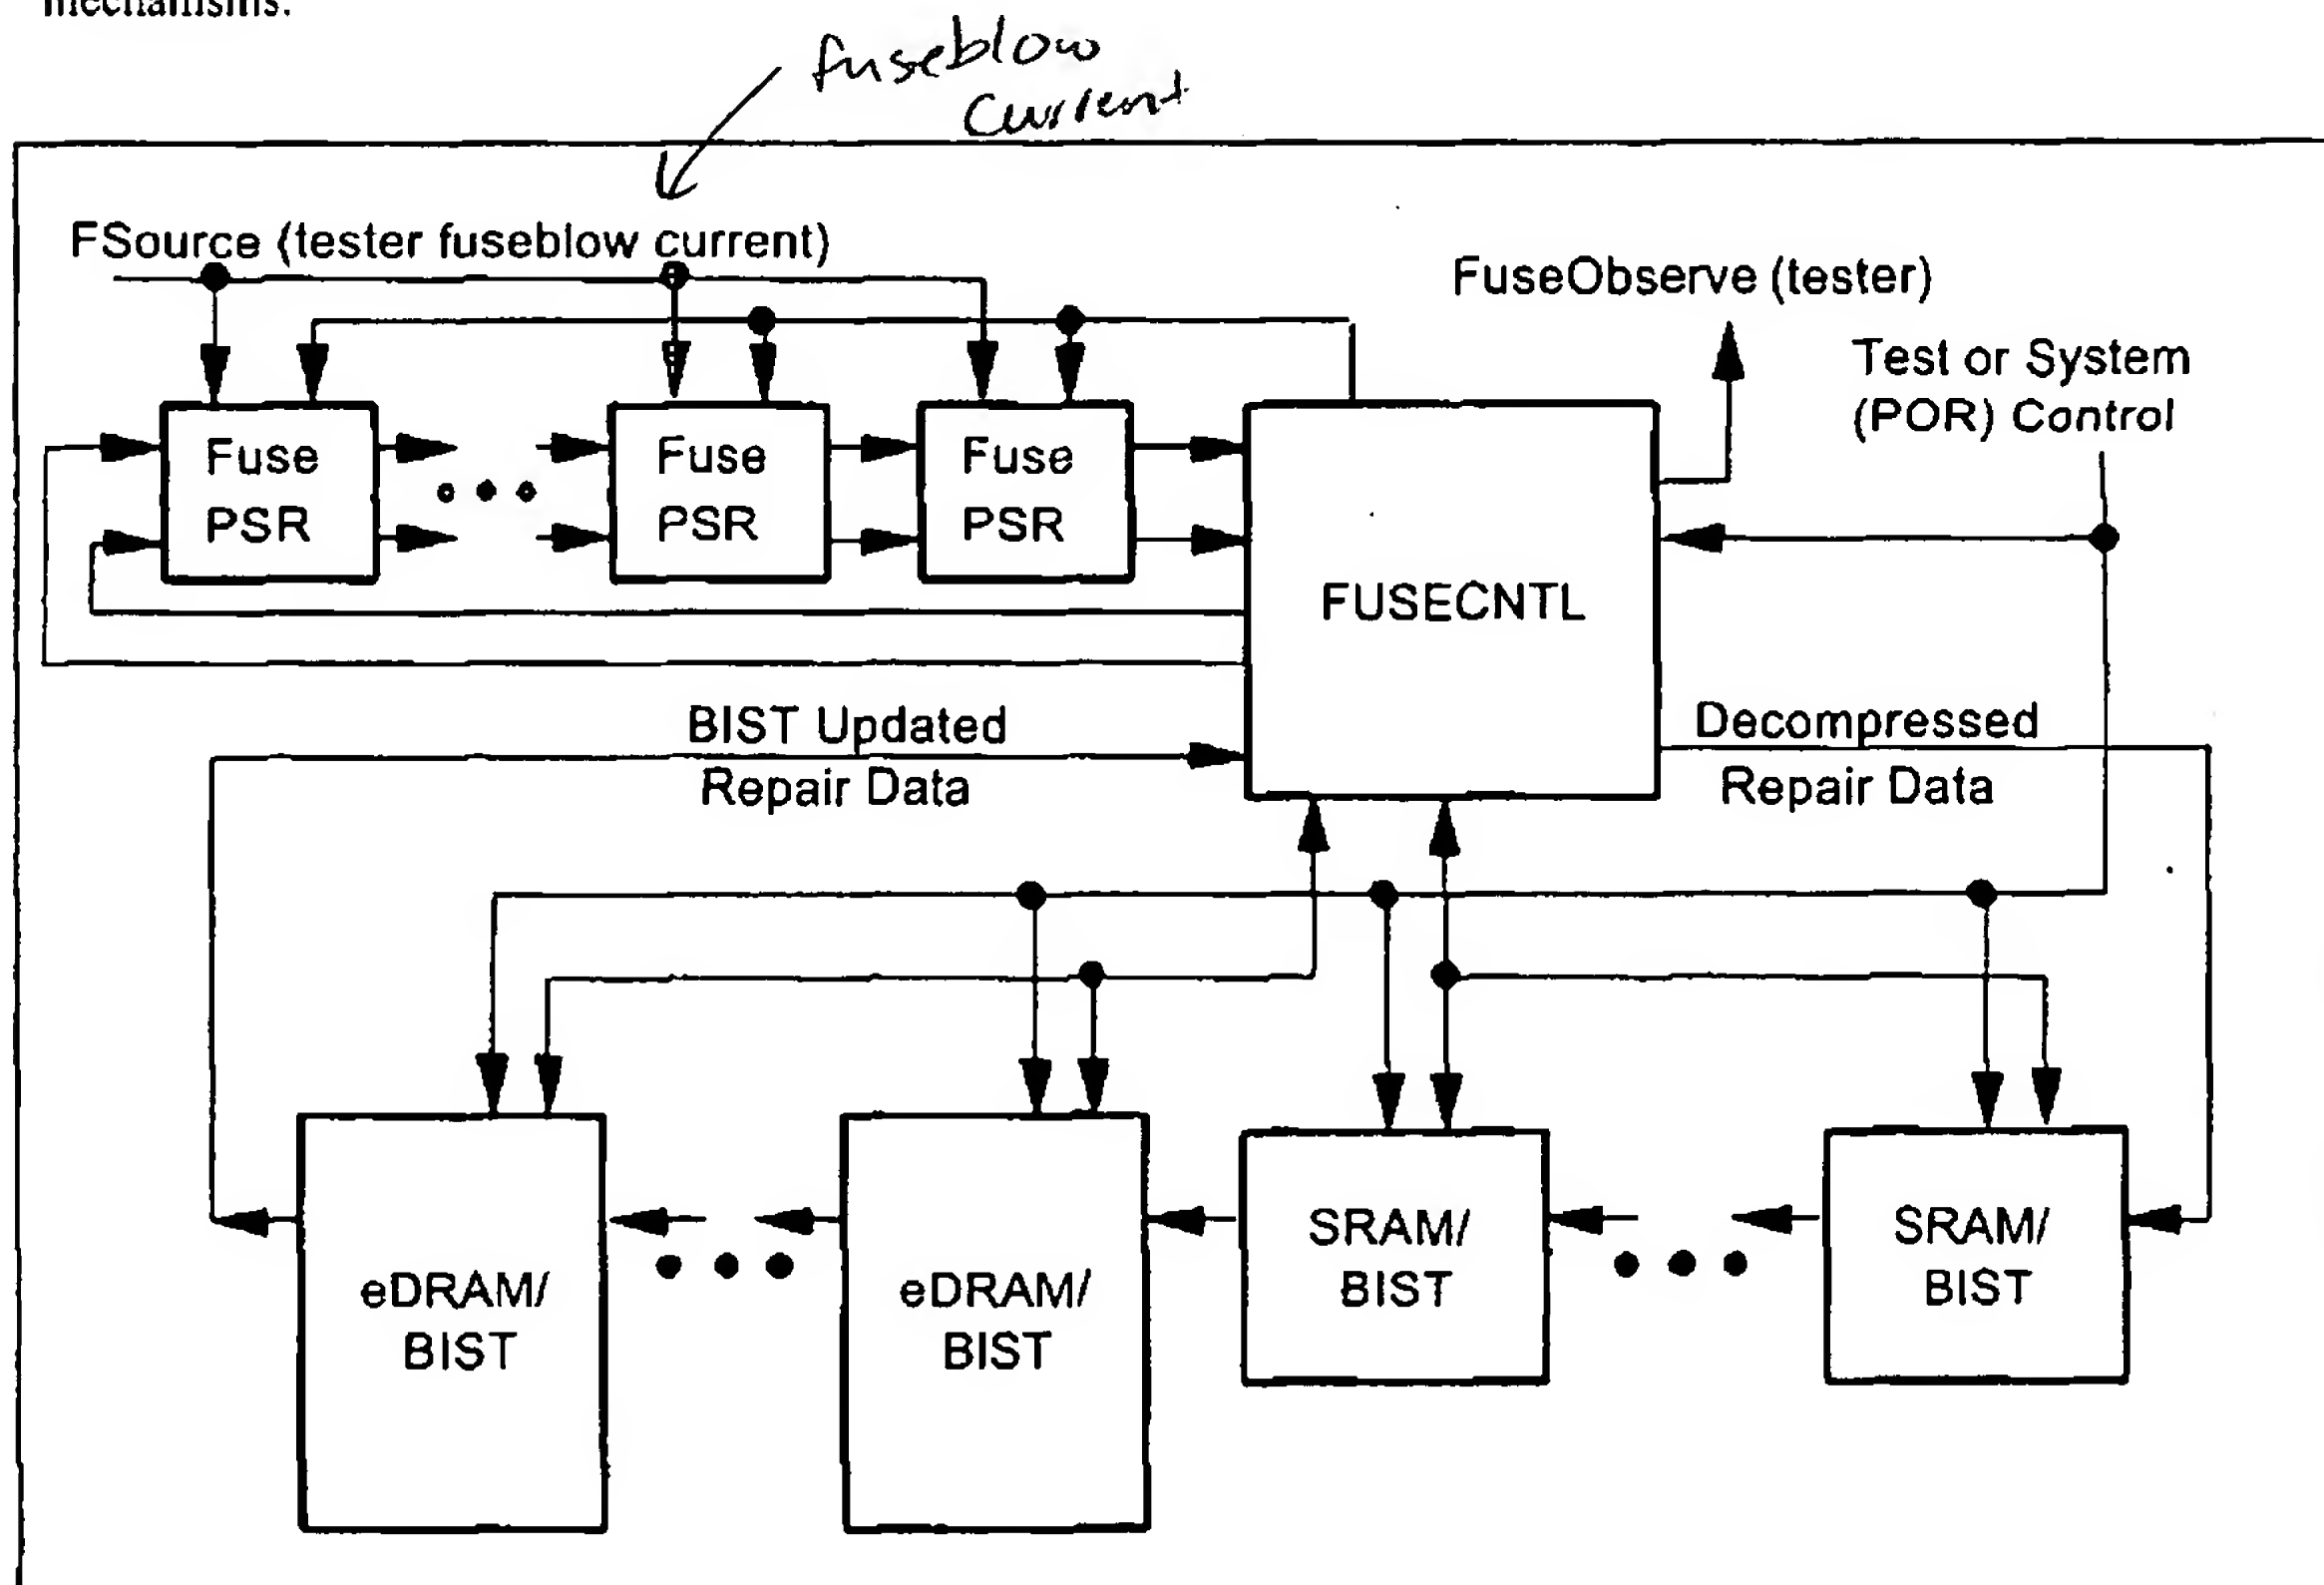 mechanisms.
fuseblow
current
FSource (tester fuseblow current)
FuseObserve (tester)
Test or System
(POR) Control
Fuse
PSR
Fuse
PSR
Fuse
PSR
FUSECNTL
BIST Updated
Repair Data
Decompressed
Repair Data
eDRAM/
BIST
eDRAM/
BIST
SRAM/
BIST
SRAM/
BIST